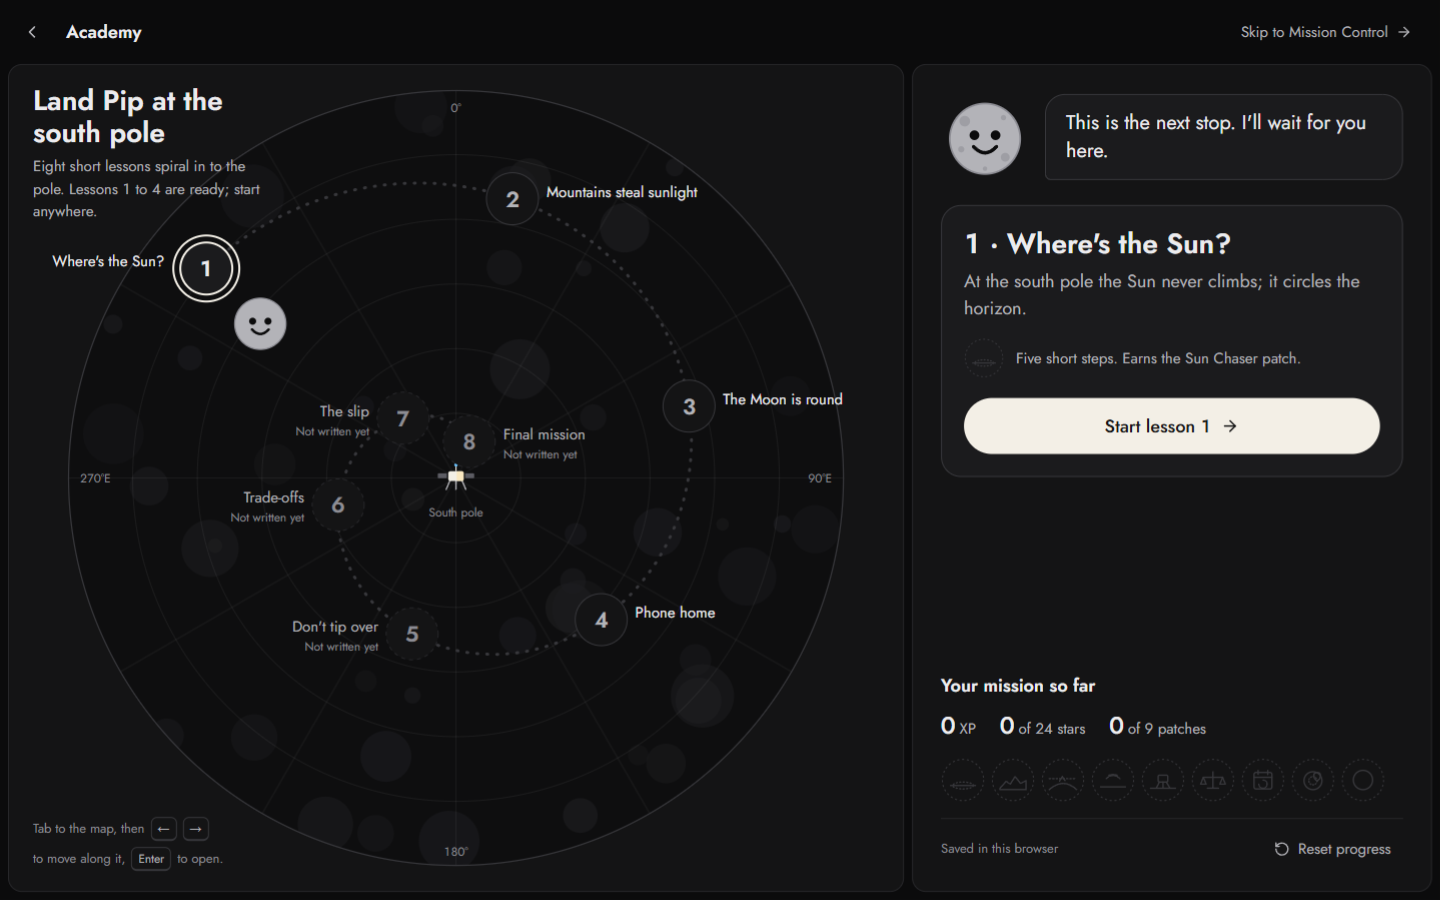 Academy
Skip to Mission Control
Land Pip at the
south pole
Eight short lessons spiral in to the
pole. Lessons 1 to 4 are ready; start
anywhere.
0°
2
Mountains steal sunlight
Where's the Sun?
1
3
The Moon is round
The slip
Not written yet
7
8
Final mission
Not written yet
270°E
90°E
Trade-offs
Not written yet
6
South pole
Don't tip over
Not written yet
5
4
Phone home
180°
Tab to the map, then ← →
to move along it, Enter to open.
This is the next stop. I'll wait for you
here.
1 · Where's the Sun?
At the south pole the Sun never climbs; it circles the
horizon.
Five short steps. Earns the Sun Chaser patch.
Start lesson 1 →
Your mission so far
0 XP 0 of 24 stars 0 of 9 patches
Saved in this browser
Reset progress